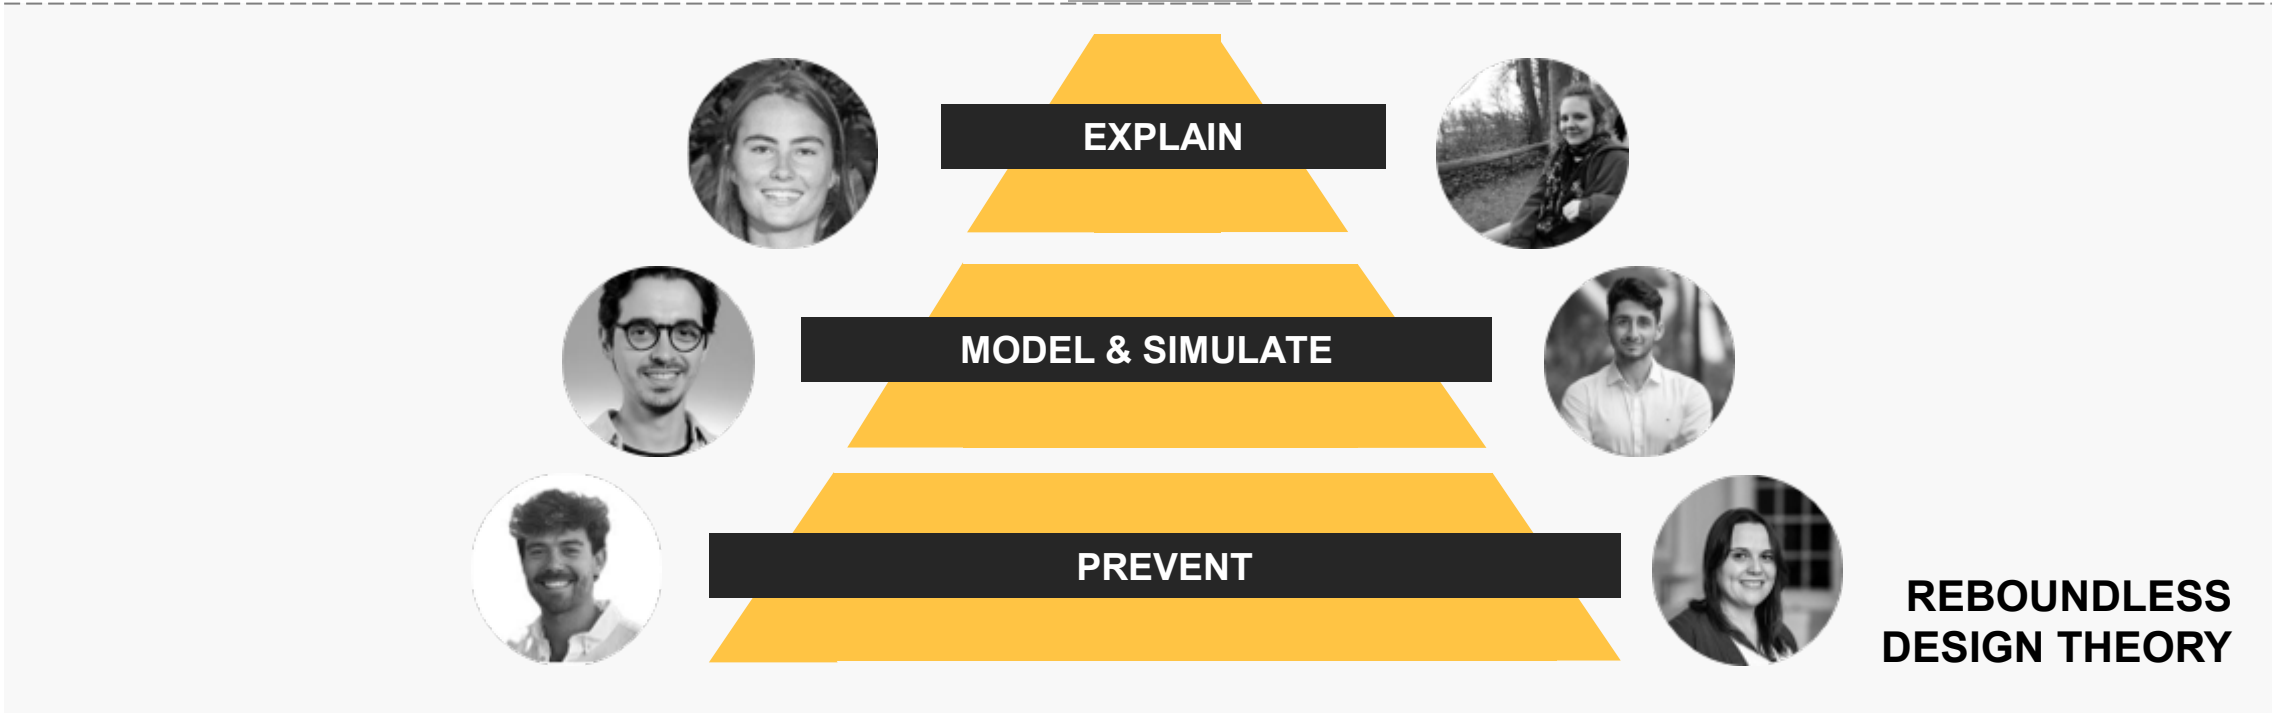 EXPLAIN
MODEL & SIMULATE
PREVENT
REBOUNDLESS
DESIGN THEORY